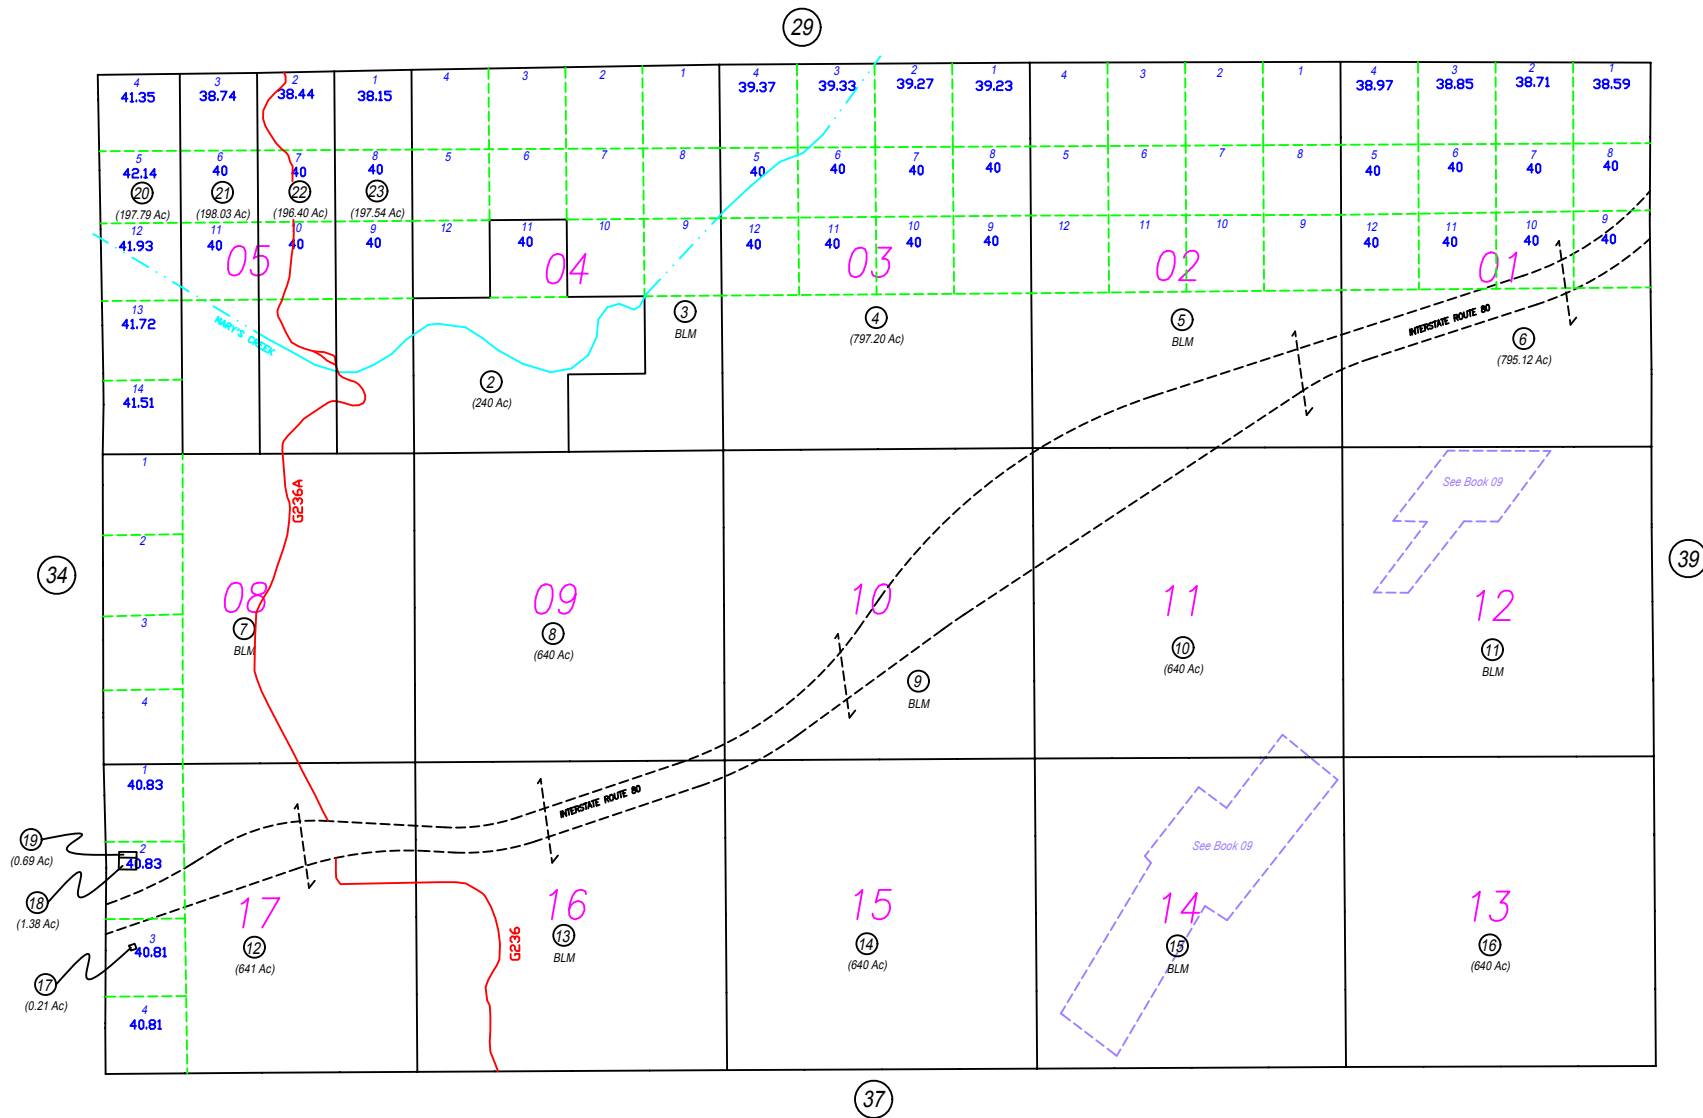 29
4 3 2 1 4 3 2 1 4 3 2 1 4 3 2 1 4 3 2 1
41.35 38.74 38.44 38.15 39.37 39.33 39.27 39.23 38.97 38.85 38.71 38.59
5 6 7 8 5 6 7 8 5 6 7 8 5 6 7 8 5 6 7 8
42.14 40 40 40 40 40 40 40 40 40 40 40
20 21 22 23
(197.79 Ac) (198.03 Ac) (196.40 Ac) (197.54 Ac)
12 11 10 9 12 11 10 9 12 11 10 9 12 11 10 9 12 11 10 9
41.93 40 40 40 40 40 40 40 40 40 40 40 40
05 04 03 02 01
13
41.72
MARY'S CREEK
3
BLM
4
(797.20 Ac)
5
BLM
INTERSTATE ROUTE 80
6
(795.12 Ac)
14
41.51
2
(240 Ac)
1
G236A
See Book 09
2
34
39
08 09 10 11 12
3
7
BLM
8
(640 Ac)
9
BLM
10
(640 Ac)
11
BLM
4
1
40.83
INTERSTATE ROUTE 80
19
(0.69 Ac)
2
40.83
See Book 09
18
(1.38 Ac)
17 16 15 14 13
3
40.81
12
(641 Ac)
G236
13
BLM
14
(640 Ac)
15
BLM
16
(640 Ac)
17
(0.21 Ac)
4
40.81
37